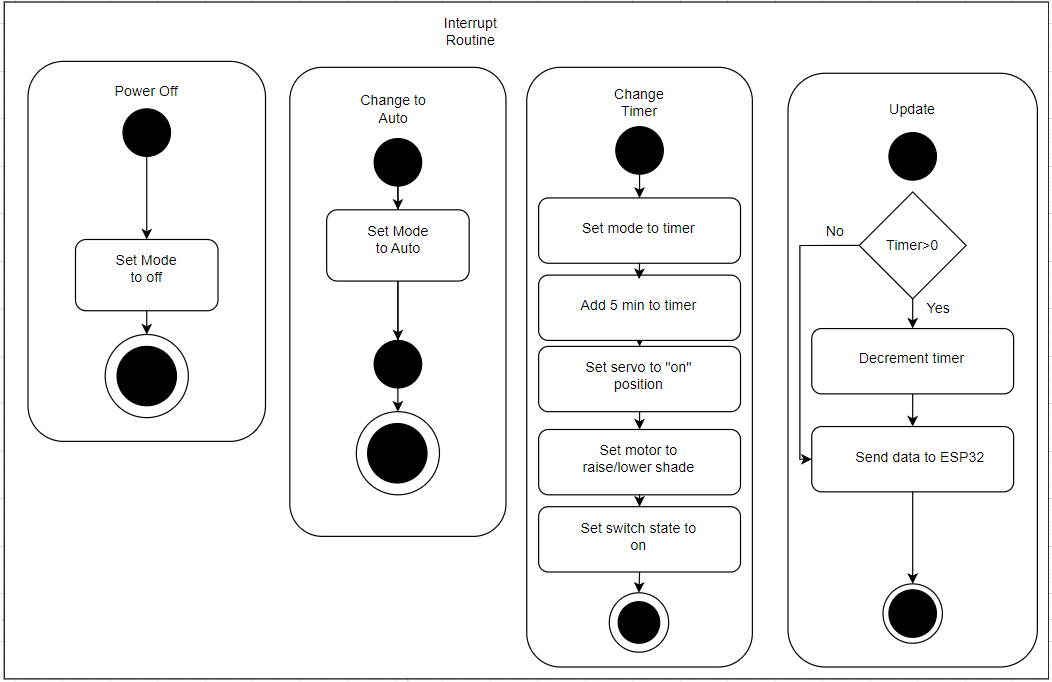 Interrupt
Routine
Power Off
Set Mode
to off
Change to
Auto
Set Mode
to Auto
Change
Timer
Set mode to timer
Add 5 min to timer
Set servo to "on"
position
Set motor to
raise/lower shade
Set switch state to
on
Update
Timer>0
No
Yes
Decrement timer
Send data to ESP32